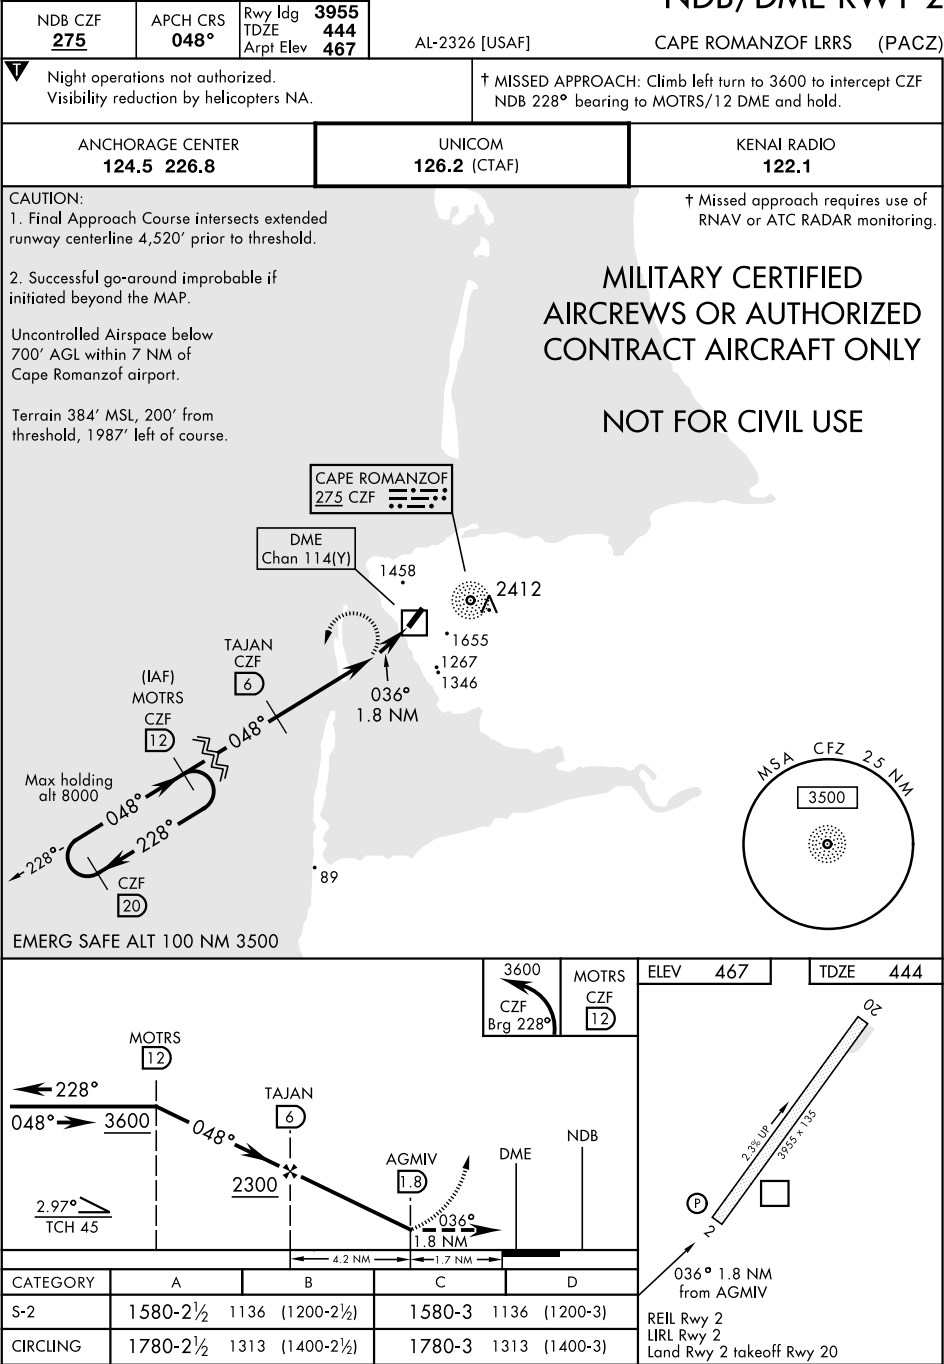 NDB/DME RWY 2
NDB CZF
275
APCH CRS
048°
Rwy ldg 3955
TDZE 444
Arpt Elev 467
AL-2326 [USAF]
CAPE ROMANZOF LRRS (PACZ)
T
Night operations not authorized.
Visibility reduction by helicopters NA.
† MISSED APPROACH: Climb left turn to 3600 to intercept CZF
NDB 228° bearing to MOTRS/12 DME and hold.
ANCHORAGE CENTER
124.5 226.8
UNICOM
126.2 (CTAF)
KENAI RADIO
122.1
CAUTION:
1. Final Approach Course intersects extended
runway centerline 4,520' prior to threshold.
2. Successful go-around improbable if
initiated beyond the MAP.
Uncontrolled Airspace below
700' AGL within 7 NM of
Cape Romanzof airport.
Terrain 384' MSL, 200' from
threshold, 1987' left of course.
† Missed approach requires use of
RNAV or ATC RADAR monitoring.
MILITARY CERTIFIED
AIRCREWS OR AUTHORIZED
CONTRACT AIRCRAFT ONLY
NOT FOR CIVIL USE
CAPE ROMANZOF
275 CZF
DME
Chan 114(Y)
1458
2412
1655
1267
1346
TAJAN
CZF
6
036°
1.8 NM
(IAF)
MOTRS
CZF
12
048°
Max holding
alt 8000
048°
228°
228°
CZF
20
89
EMERG SAFE ALT 100 NM 3500
MSA CFZ 25 NM
3500
3600
CZF
Brg 228°
MOTRS
CZF
12
ELEV 467
TDZE 444
MOTRS
12
228°
048°
3600
048°
TAJAN
6
2300
AGMIV
1.8
036°
1.8 NM
DME
NDB
2.97°
TCH 45
4.2 NM
1.7 NM
20
2.3% UP
3955 x 135
P
2
036° 1.8 NM
from AGMIV
REIL Rwy 2
LIRL Rwy 2
Land Rwy 2 takeoff Rwy 20
CATEGORY A B C D
S-2 1580-2½ 1136 (1200-2½) 1580-3 1136 (1200-3)
CIRCLING 1780-2½ 1313 (1400-2½) 1780-3 1313 (1400-3)